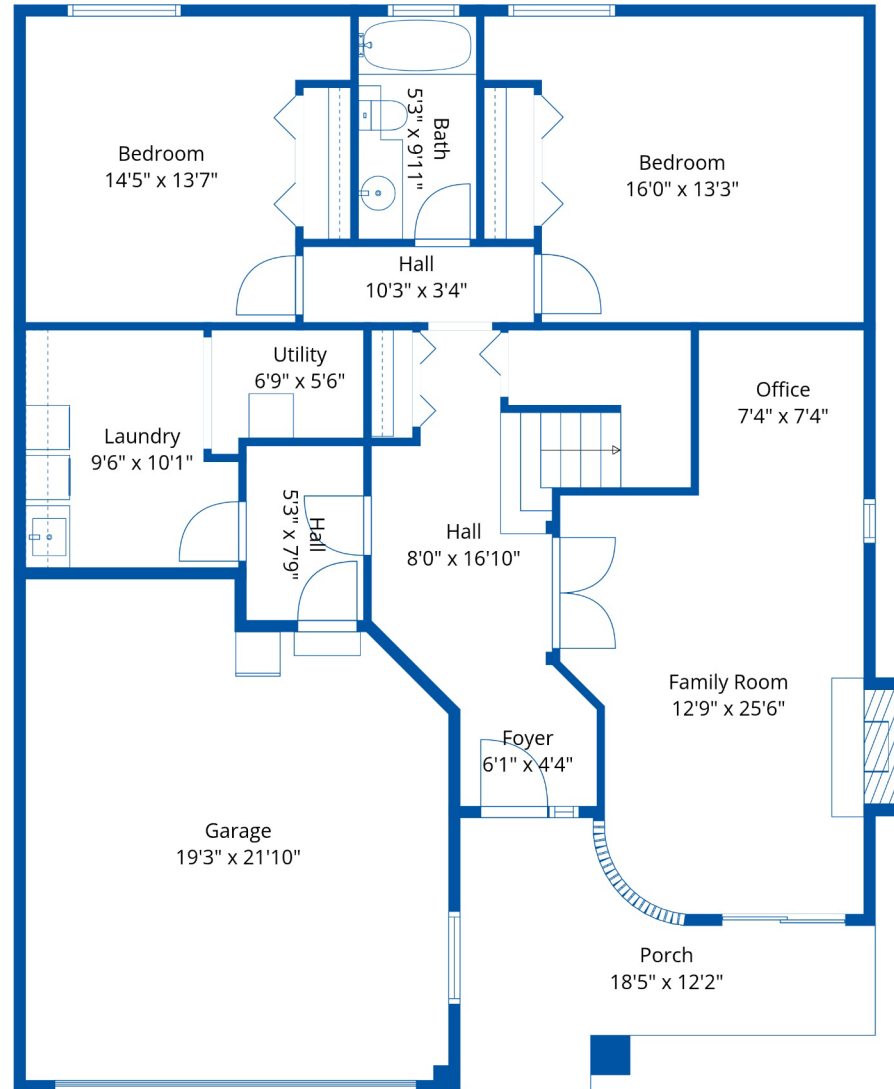 Bedroom
14'5" x 13'7"
Bath
5'3" x 9'11"
Bedroom
16'0" x 13'3"
Hall
10'3" x 3'4"
Utility
6'9" x 5'6"
Office
7'4" x 7'4"
Laundry
9'6" x 10'1"
Hall
5'3" x 7'9"
Hall
8'0" x 16'10"
Family Room
12'9" x 25'6"
Foyer
6'1" x 4'4"
Garage
19'3" x 21'10"
Porch
18'5" x 12'2"